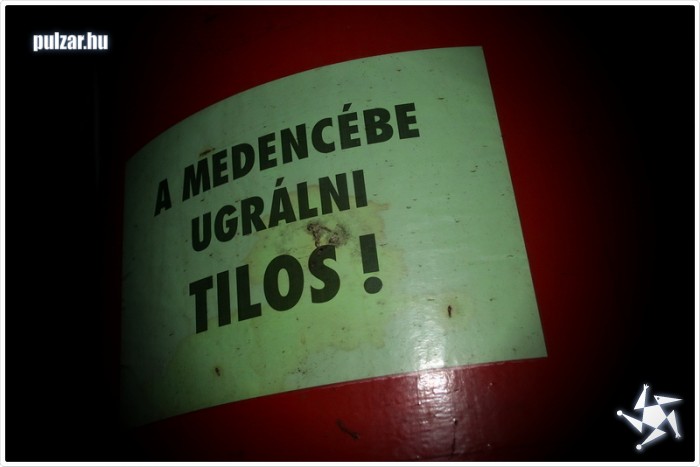 pulzar.hu
A MEDENCÉBE
UGRÁLNI
TILOS!